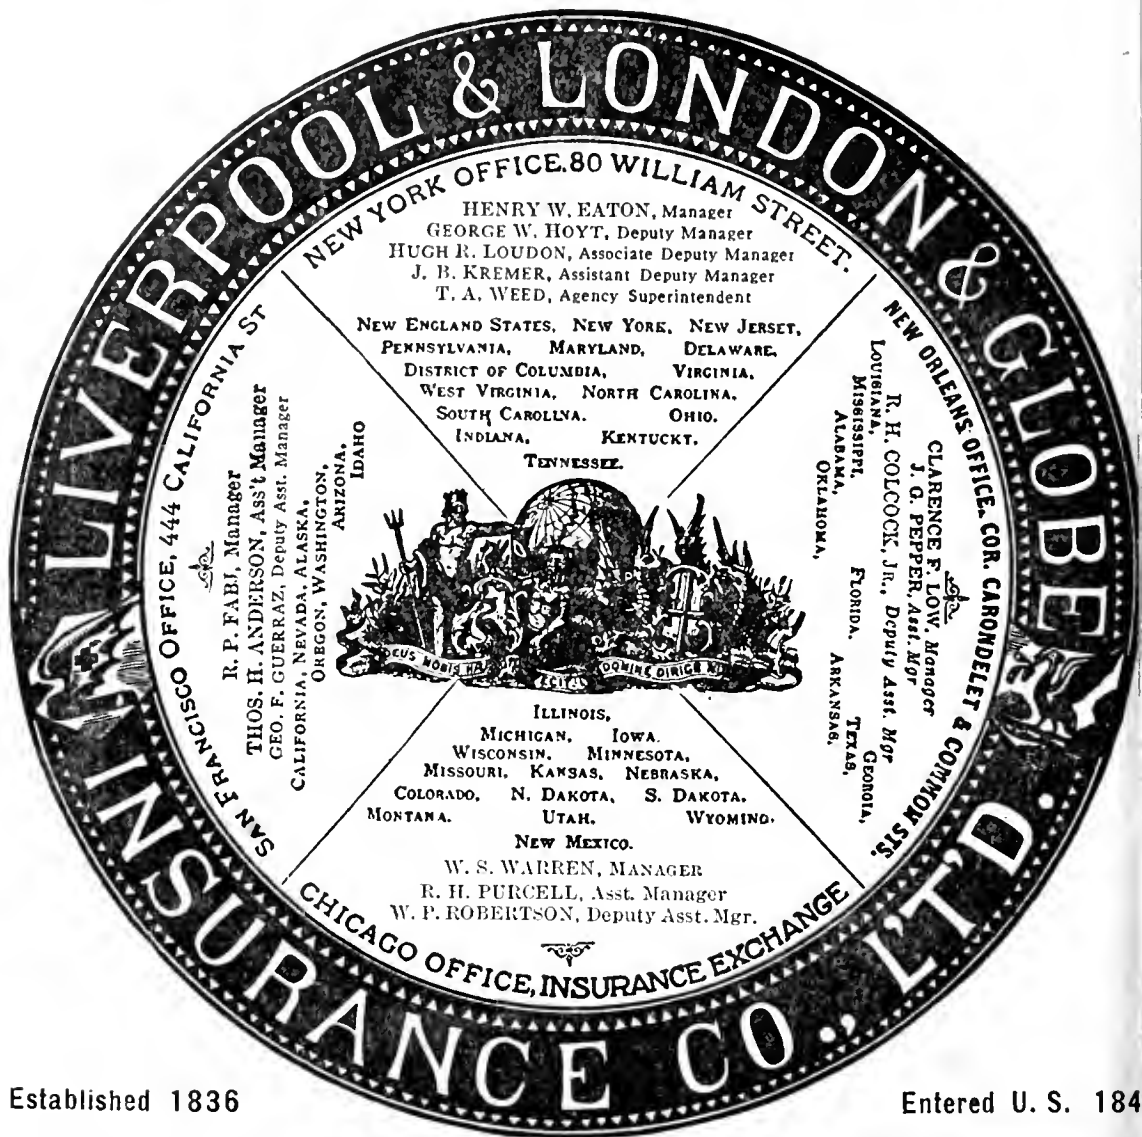 LIVERPOOL & LONDON & GLOBE
INSURANCE CO., L'T'D.
NEW YORK OFFICE. 80 WILLIAM STREET.
HENRY W. EATON, Manager
GEORGE W. HOYT, Deputy Manager
HUGH R. LOUDON, Associate Deputy Manager
J. B. KREMER, Assistant Deputy Manager
T. A. WEED, Agency Superintendent
NEW ENGLAND STATES, NEW YORK, NEW JERSEY,
PENNSYLVANIA, MARYLAND, DELAWARE,
DISTRICT OF COLUMBIA, VIRGINIA,
WEST VIRGINIA, NORTH CAROLINA,
SOUTH CAROLINA. OHIO.
INDIANA, KENTUCKY.
TENNESSEE.
SAN FRANCISCO OFFICE, 444 CALIFORNIA ST
R. P. FABJ, Manager
THOS. H. ANDERSON, Ass't Manager
GEO. F. GUERRAZ, Deputy Asst. Manager
CALIFORNIA, NEVADA, ALASKA,
OREGON, WASHINGTON,
ARIZONA,
IDAHO
NEW ORLEANS OFFICE. COR. CARONDELET & COMMON STS.
CLARENCE F. LOW. Manager
J. G. PEPPER, Asst. Mgr
R. H. COLCOCK, JR., Deputy Asst. Mgr
LOUISIANA, GEORGIA,
MISSISSIPPI, TEXAS,
ALABAMA, FLORIDA. ARKANSAS,
OKLAHOMA,
DEUS NOBIS HA ECIT. DOMINE DIRIGE N
ILLINOIS,
MICHIGAN, IOWA.
WISCONSIN, MINNESOTA,
MISSOURI, KANSAS, NEBRASKA,
COLORADO, N. DAKOTA, S. DAKOTA.
MONTANA. UTAH, WYOMING.
NEW MEXICO.
W. S. WARREN, MANAGER
R. H. PURCELL, Asst. Manager
W. P. ROBERTSON, Deputy Asst. Mgr.
CHICAGO OFFICE, INSURANCE EXCHANGE
Established 1836
Entered U. S. 184